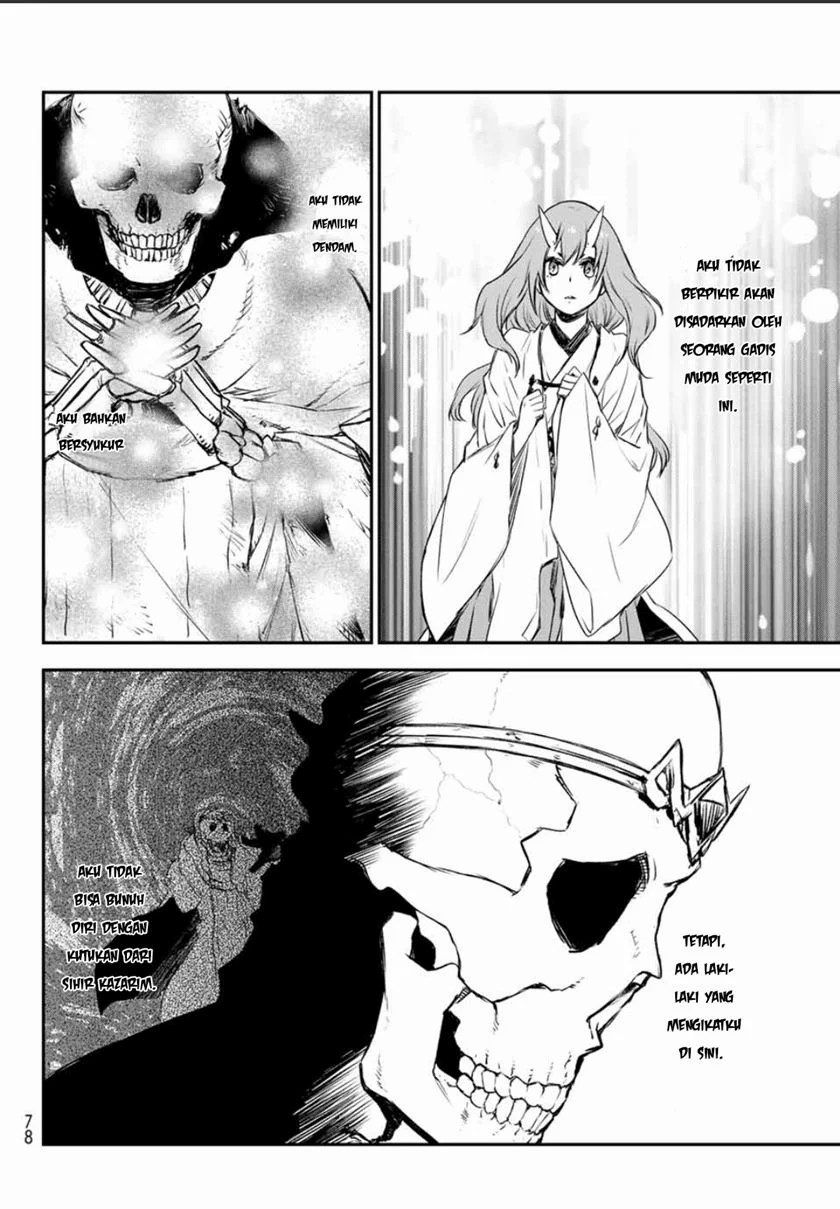 AKU TIDAK
BERPIKIR AKAN
DISADARKAN OLEH
SEORANG GADIS
MUDA SEPERTI
INI.
AKU TIDAK
MEMILIKI
DENDAM.
AKU BAHKAN
BERSYUKUR
TETAPI,
ADA LAKI-
LAKI YANG
MENGIKATKU
DI SINI.
AKU TIDAK
BISA BUNUH
DIRI DENGAN
KUTUKAN DARI
SIHIR KAZARIM.
78